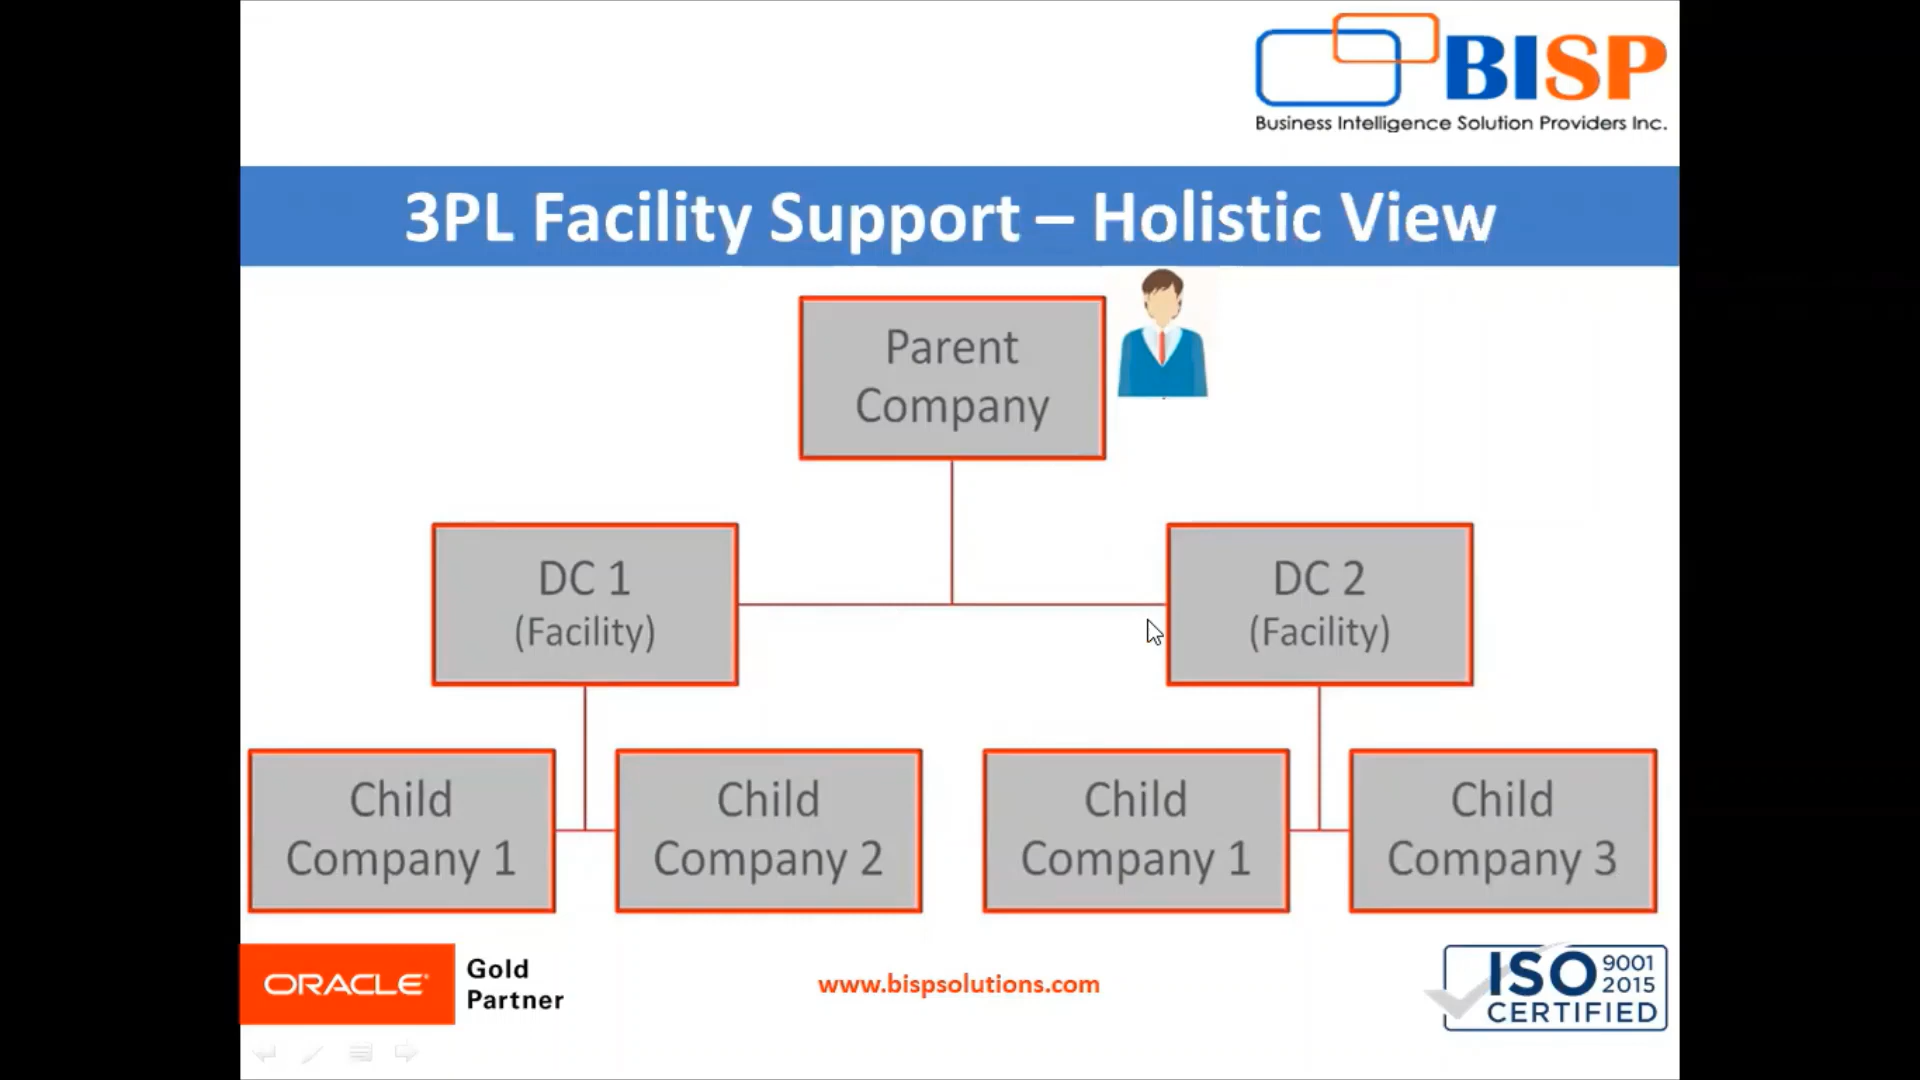 BISP
Business Intelligence Solution Providers Inc.
3PL Facility Support – Holistic View
Parent
Company
DC 1
(Facility)
DC 2
(Facility)
Child
Company 1
Child
Company 2
Child
Company 1
Child
Company 3
ORACLE®
Gold
Partner
www.bispsolutions.com
ISO 9001
2015
CERTIFIED